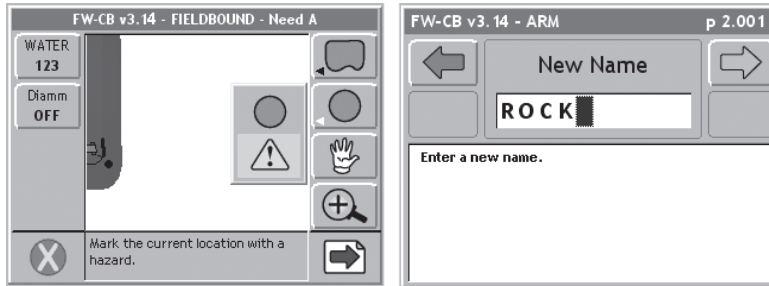 FW-CB v3.14 - FIELDBOUND - Need A
WATER
123
Diamm
OFF
Mark the current location with a
hazard.
FW-CB v3.14 - ARM p 2.001
New Name
ROCK
Enter a new name.